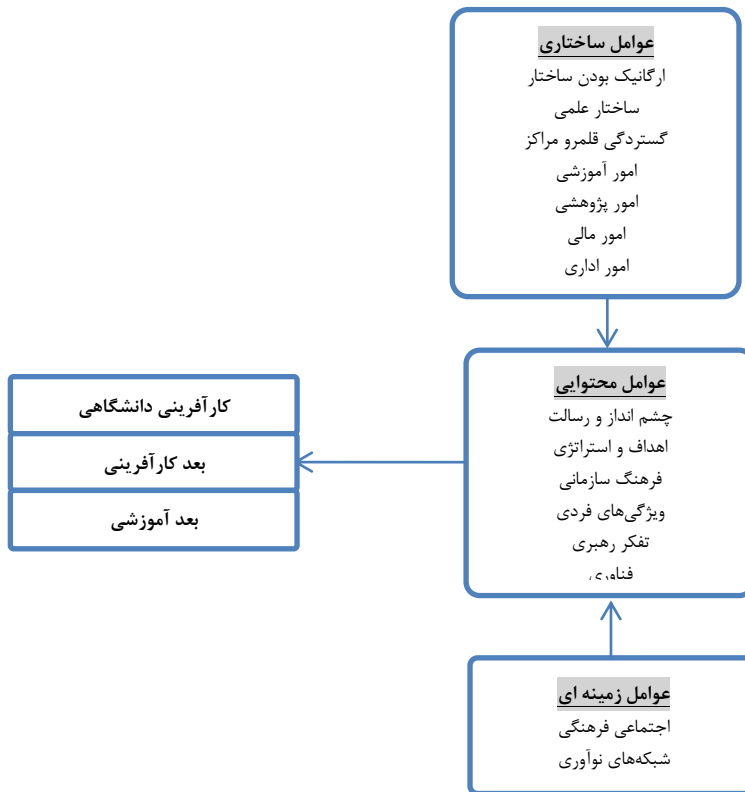 عوامل ساختاری
ارگانیک بودن ساختار
ساختار علمی
گستردگی قلمرو مراکز
امور آموزشی
امور پژوهشی
امور مالی
امور اداری
عوامل محتوایی
چشم انداز و رسالت
اهداف و استراتژی
فرهنگ سازمانی
ویژگی‌های فردی
تفکر رهبری
فناوری
کارآفرینی دانشگاهی
بعد کارآفرینی
بعد آموزشی
عوامل زمینه ای
اجتماعی فرهنگی
شبکه‌های نوآوری